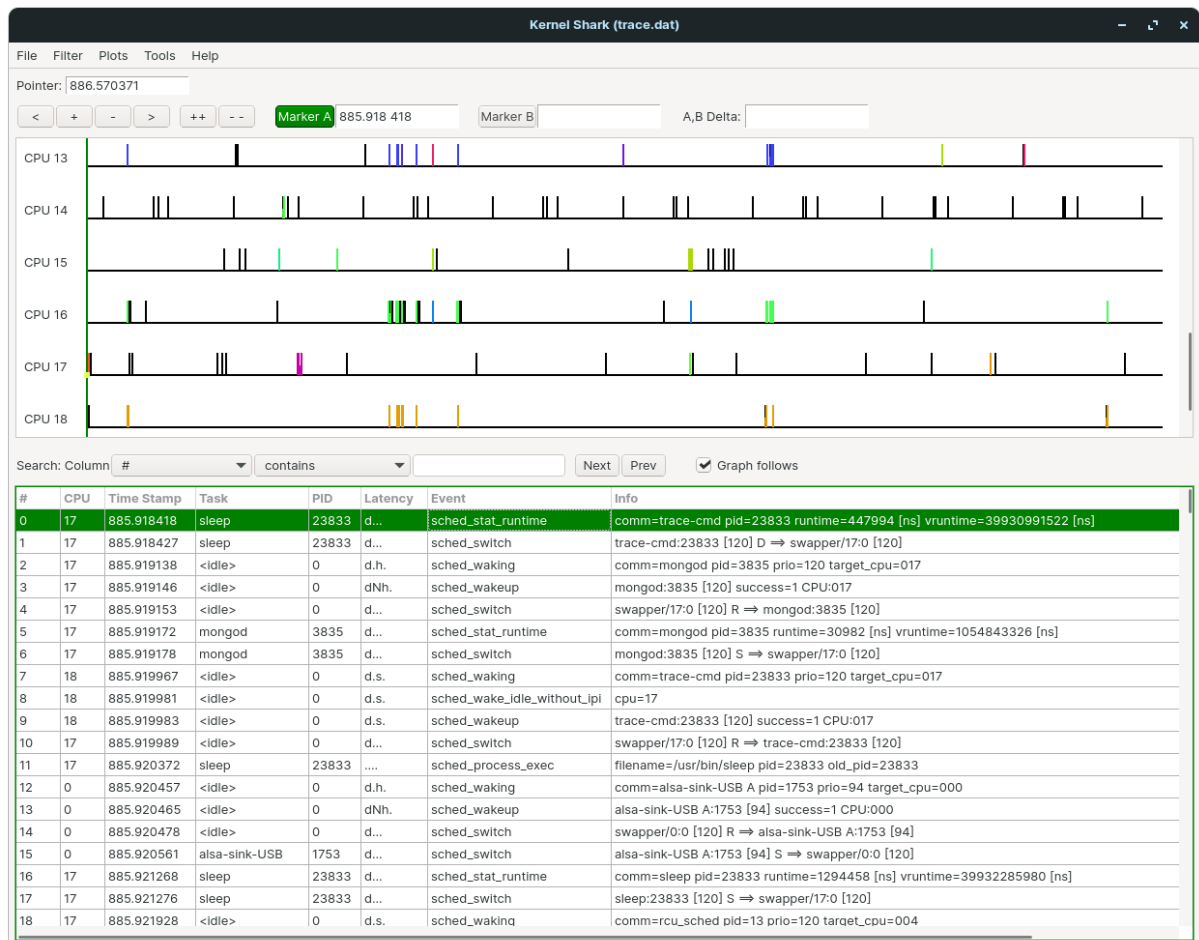 Kernel Shark (trace.dat)
File Filter Plots Tools Help
Pointer: 886.570371
< + - > ++ - - Marker A 885.918 418 Marker B A,B Delta:
CPU 13
CPU 14
CPU 15
CPU 16
CPU 17
CPU 18
Search: Column # contains Next Prev Graph follows
# CPU Time Stamp Task PID Latency Event Info
0 17 885.918418 sleep 23833 d... sched_stat_runtime comm=trace-cmd pid=23833 runtime=447994 [ns] vruntime=39930991522 [ns]
1 17 885.918427 sleep 23833 d... sched_switch trace-cmd:23833 [120] D ==> swapper/17:0 [120]
2 17 885.919138 <idle> 0 d.h. sched_waking comm=mongod pid=3835 prio=120 target_cpu=017
3 17 885.919146 <idle> 0 dNh. sched_wakeup mongod:3835 [120] success=1 CPU:017
4 17 885.919153 <idle> 0 d... sched_switch swapper/17:0 [120] R ==> mongod:3835 [120]
5 17 885.919172 mongod 3835 d... sched_stat_runtime comm=mongod pid=3835 runtime=30982 [ns] vruntime=1054843326 [ns]
6 17 885.919178 mongod 3835 d... sched_switch mongod:3835 [120] S ==> swapper/17:0 [120]
7 18 885.919967 <idle> 0 d.s. sched_waking comm=trace-cmd pid=23833 prio=120 target_cpu=017
8 18 885.919981 <idle> 0 d.s. sched_wake_idle_without_ipi cpu=17
9 18 885.919983 <idle> 0 d.s. sched_wakeup trace-cmd:23833 [120] success=1 CPU:017
10 17 885.919989 <idle> 0 d... sched_switch swapper/17:0 [120] R ==> trace-cmd:23833 [120]
11 17 885.920372 sleep 23833 .... sched_process_exec filename=/usr/bin/sleep pid=23833 old_pid=23833
12 0 885.920457 <idle> 0 d.h. sched_waking comm=alsa-sink-USB A pid=1753 prio=94 target_cpu=000
13 0 885.920465 <idle> 0 dNh. sched_wakeup alsa-sink-USB A:1753 [94] success=1 CPU:000
14 0 885.920478 <idle> 0 d... sched_switch swapper/0:0 [120] R ==> alsa-sink-USB A:1753 [94]
15 0 885.920561 alsa-sink-USB 1753 d... sched_switch alsa-sink-USB A:1753 [94] S ==> swapper/0:0 [120]
16 17 885.921268 sleep 23833 d... sched_stat_runtime comm=sleep pid=23833 runtime=1294458 [ns] vruntime=39932285980 [ns]
17 17 885.921276 sleep 23833 d... sched_switch sleep:23833 [120] S ==> swapper/17:0 [120]
18 17 885.921928 <idle> 0 d.s. sched_waking comm=rcu_sched pid=13 prio=120 target_cpu=004